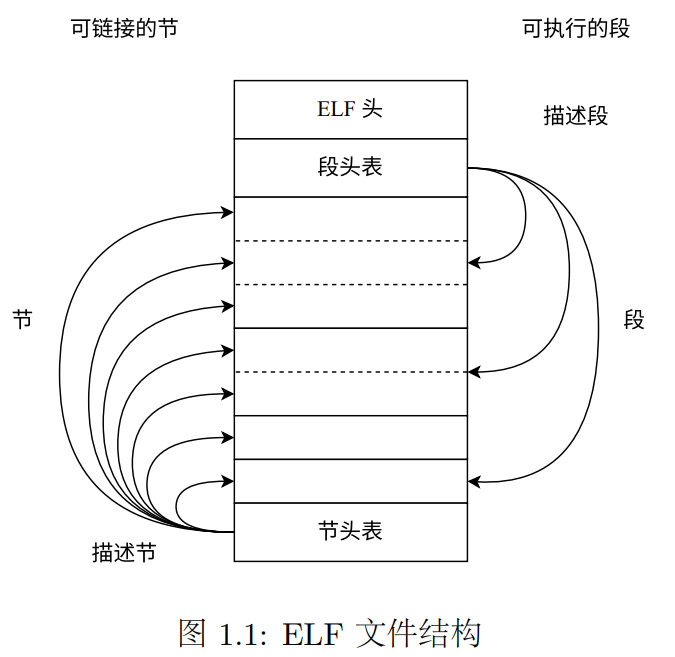 可链接的节
可执行的段
ELF 头
描述段
段头表
节
段
节头表
描述节
图 1.1: ELF 文件结构